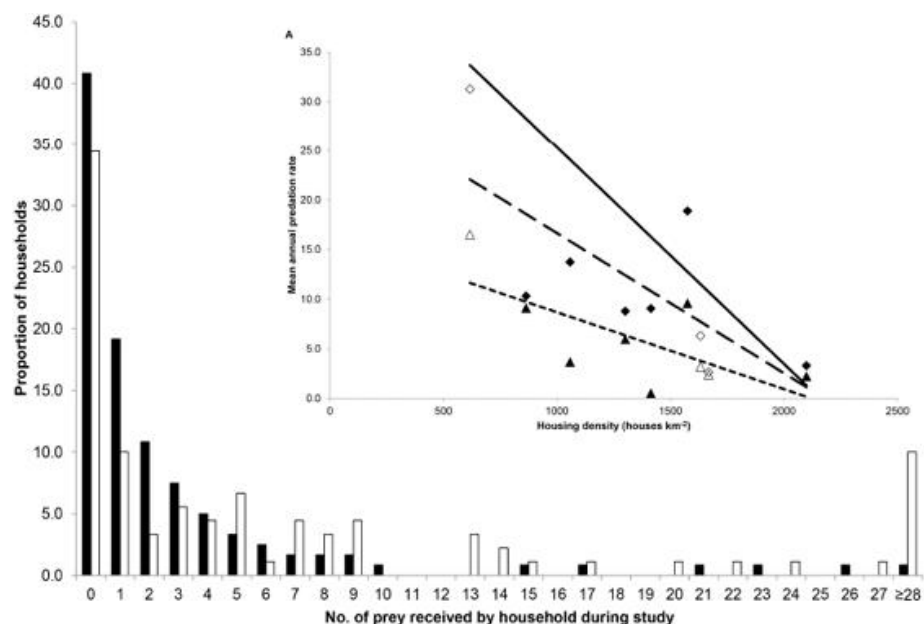 A
Mean annual predation rate
35.0
30.0
25.0
20.0
15.0
10.0
5.0
0.0
0 500 1000 1500 2000 2500
Housing density (houses km⁻²)
Proportion of households
45.0
40.0
35.0
30.0
25.0
20.0
15.0
10.0
5.0
0.0
0 1 2 3 4 5 6 7 8 9 10 11 12 13 14 15 16 17 18 19 20 21 22 23 24 25 26 27 ≥28
No. of prey received by household during study